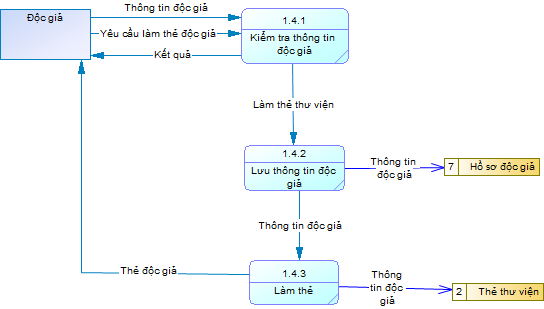 Thông tin độc giả
Độc giả
1.4.1
Yêu cầu làm thẻ độc giả
Kiểm tra thông tin
độc giả
Kết quả
Làm thẻ thư viện
1.4.2
Lưu thông tin độc
giả
Thông tin
độc giả
7 Hồ sơ độc giả
Thông tin độc giả
Thẻ độc giả
1.4.3
Làm thẻ
Thông
tin độc
giả
2 Thẻ thư viện